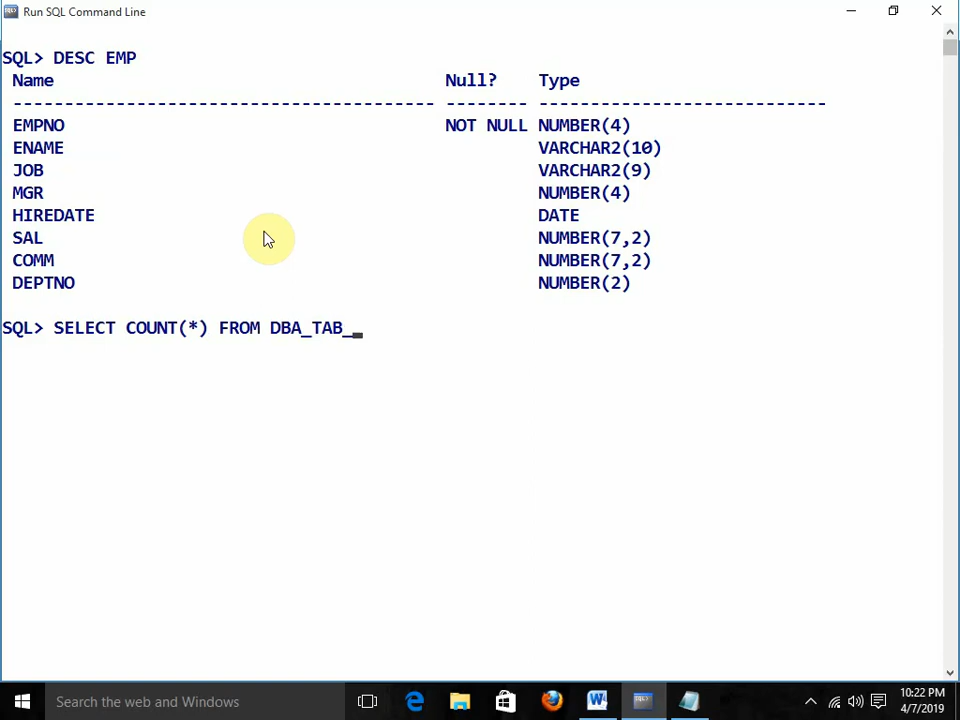 Run SQL Command Line
SQL> DESC EMP
Name Null? Type
----------------------------------------- -------- ----------------------------
EMPNO NOT NULL NUMBER(4)
ENAME VARCHAR2(10)
JOB VARCHAR2(9)
MGR NUMBER(4)
HIREDATE DATE
SAL NUMBER(7,2)
COMM NUMBER(7,2)
DEPTNO NUMBER(2)
SQL> SELECT COUNT(*) FROM DBA_TAB_
Search the web and Windows
10:22 PM
4/7/2019